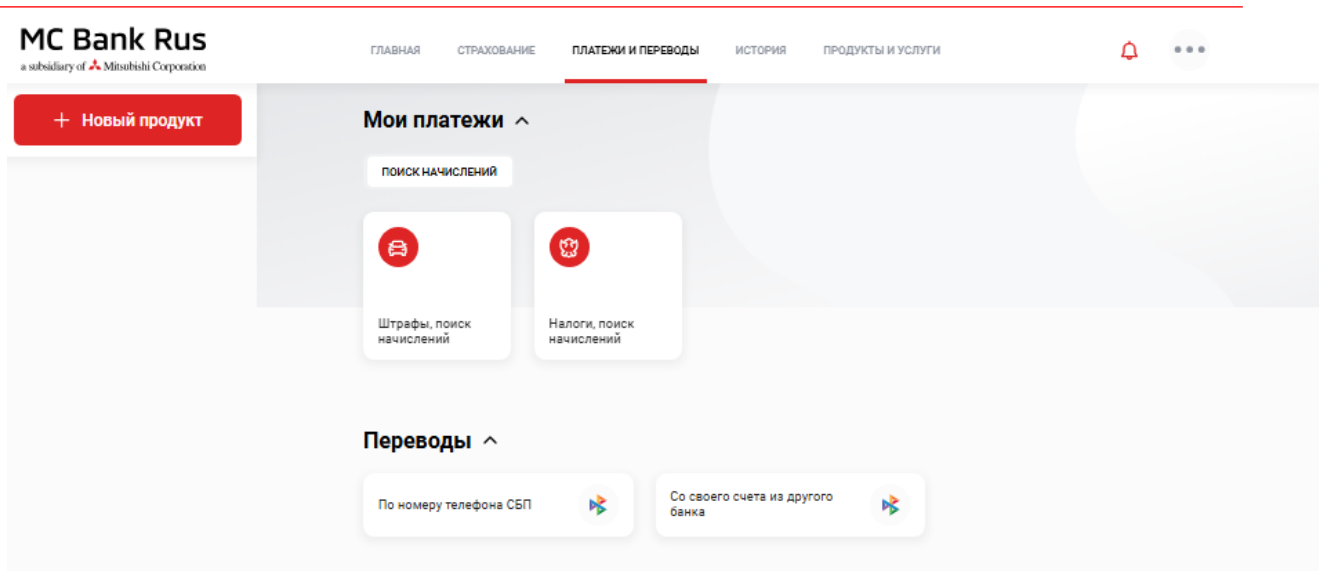 MC Bank Rus
a subsidiary of Mitsubishi Corporation
ГЛАВНАЯ
СТРАХОВАНИЕ
ПЛАТЕЖИ И ПЕРЕВОДЫ
ИСТОРИЯ
ПРОДУКТЫ И УСЛУГИ
+ Новый продукт
Мои платежи
ПОИСК НАЧИСЛЕНИЙ
Штрафы, поиск
начислений
Налоги, поиск
начислений
Переводы
По номеру телефона СБП
Со своего счета из другого
банка